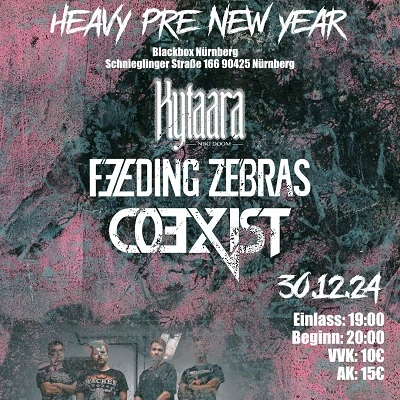 HEAVY PRE NEW YEAR
Blackbox Nürnberg
Schnieglinger Straße 166 90425 Nürnberg
Kytaara
FEEDING ZEBRAS
COEXIST
30.12.24
Einlass: 19:00
Beginn: 20:00
VVK: 10€
AK: 15€